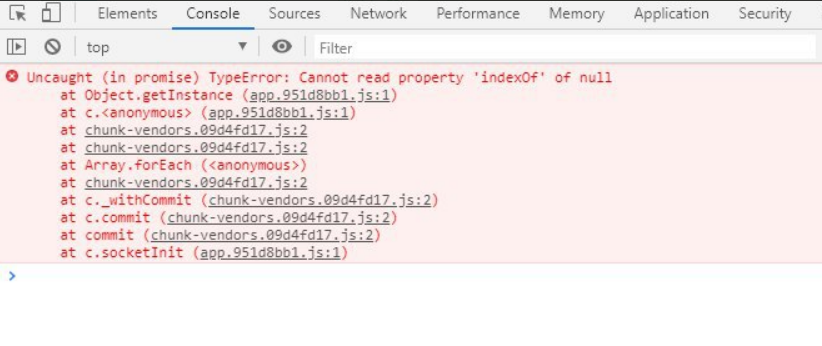 Elements Console Sources Network Performance Memory Application Security
top ▼ Filter
Uncaught (in promise) TypeError: Cannot read property 'indexOf' of null
at Object.getInstance (app.951d8bb1.js:1)
at c.<anonymous> (app.951d8bb1.js:1)
at chunk-vendors.09d4fd17.js:2
at chunk-vendors.09d4fd17.js:2
at Array.forEach (<anonymous>)
at chunk-vendors.09d4fd17.js:2
at c._withCommit (chunk-vendors.09d4fd17.js:2)
at c.commit (chunk-vendors.09d4fd17.js:2)
at commit (chunk-vendors.09d4fd17.js:2)
at c.socketInit (app.951d8bb1.js:1)